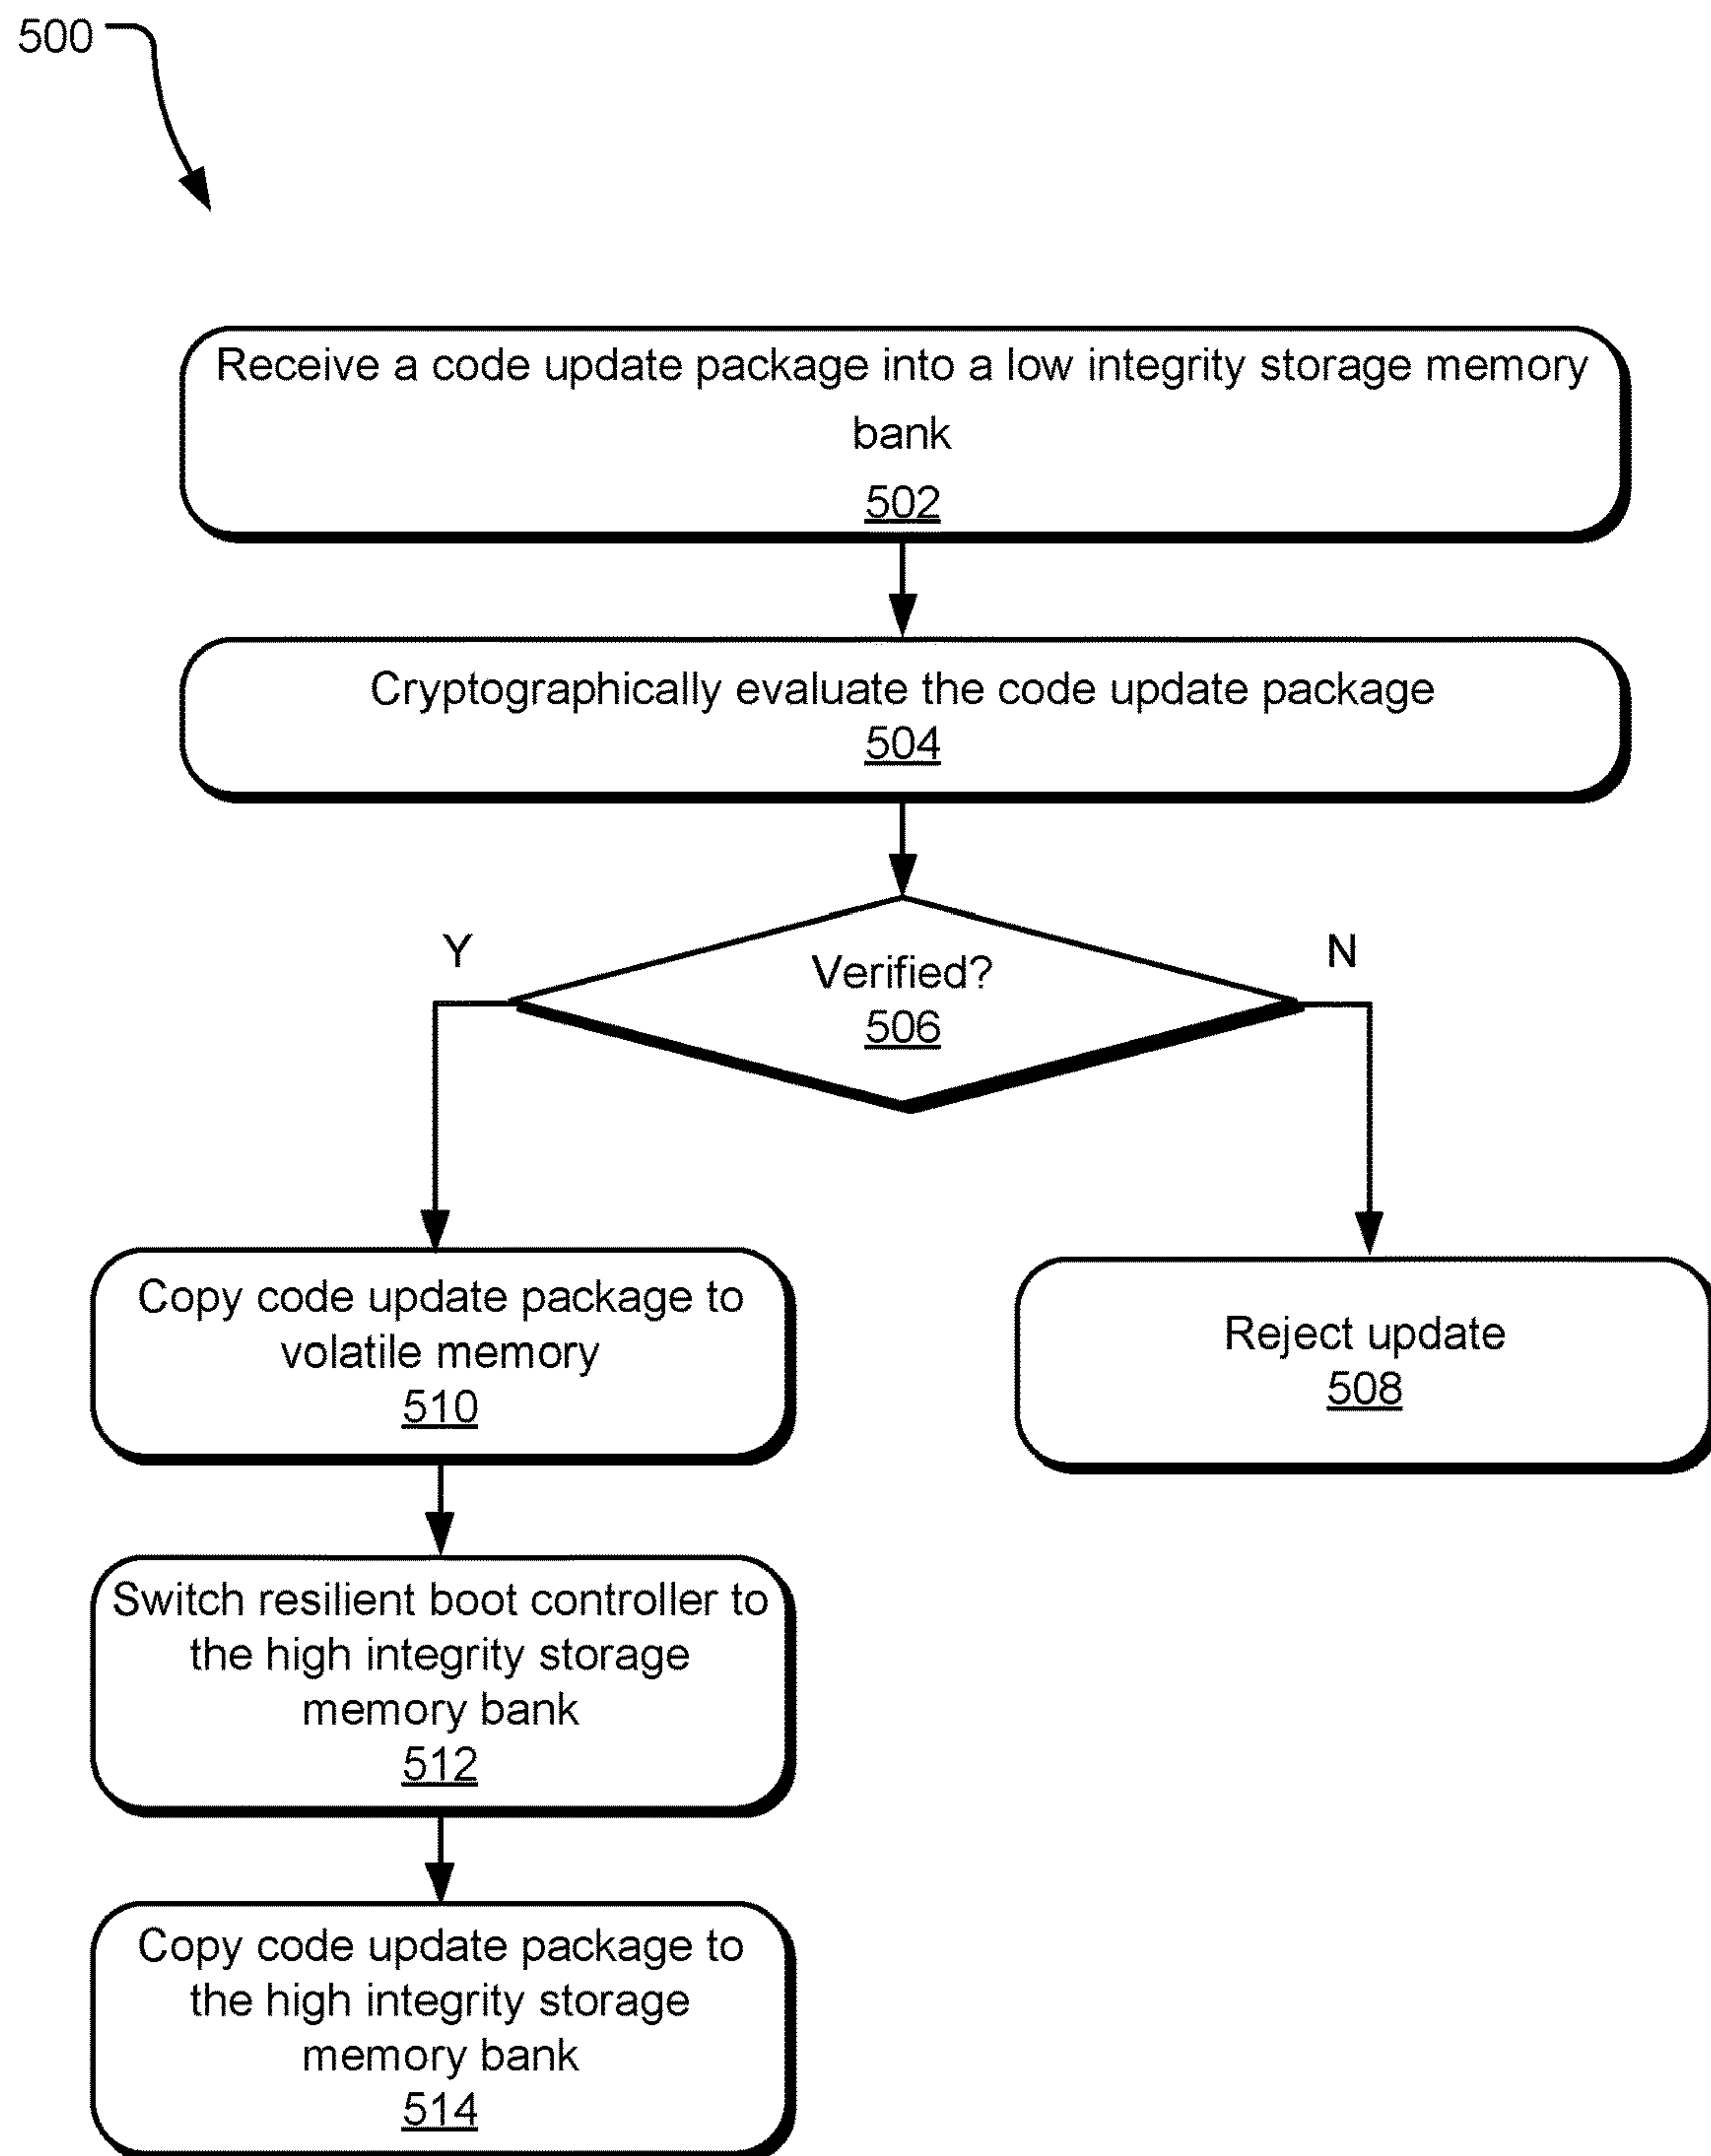 500
Receive a code update package into a low integrity storage memory
bank
502
Cryptographically evaluate the code update package
504
Y
N
Verified?
506
Copy code update package to
volatile memory
510
Reject update
508
Switch resilient boot controller to
the high integrity storage
memory bank
512
Copy code update package to
the high integrity storage
memory bank
514